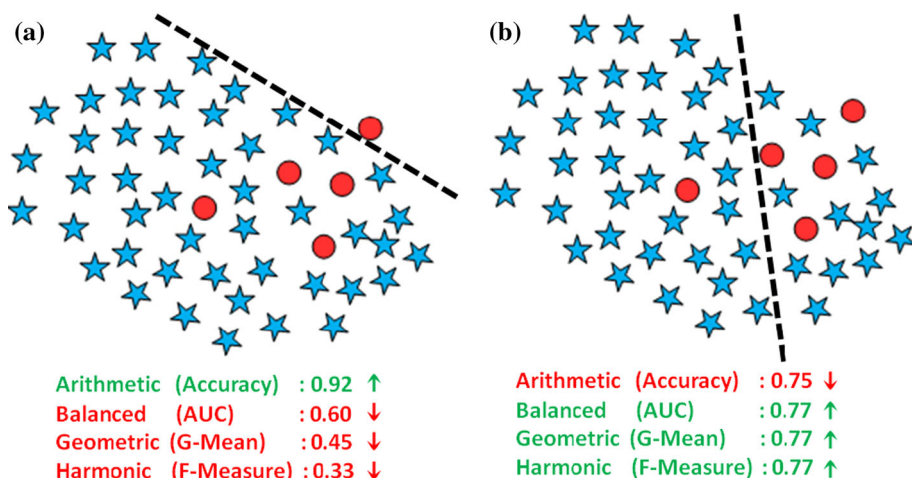 (a)
Arithmetic (Accuracy) : 0.92 ↑
Balanced (AUC) : 0.60 ↓
Geometric (G-Mean) : 0.45 ↓
Harmonic (F-Measure) : 0.33 ↓
(b)
Arithmetic (Accuracy) : 0.75 ↓
Balanced (AUC) : 0.77 ↑
Geometric (G-Mean) : 0.77 ↑
Harmonic (F-Measure) : 0.77 ↑